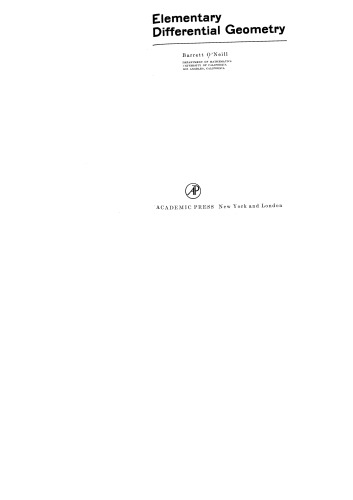 Elementary
Differential Geometry
Barrett O'Neill
DEPARTMENT OF MATHEMATICS
UNIVERSITY OF CALIFORNIA
LOS ANGELES, CALIFORNIA
AP
ACADEMIC PRESS New York and London